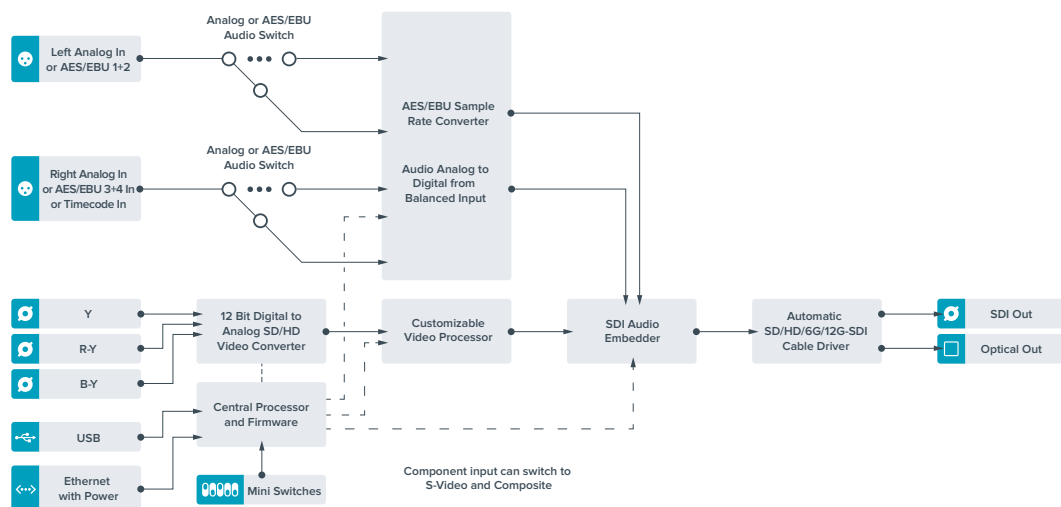 Analog or AES/EBU
Audio Switch
Left Analog In
or AES/EBU 1+2
AES/EBU Sample
Rate Converter
Analog or AES/EBU
Audio Switch
Right Analog In
or AES/EBU 3+4 In
or Timecode In
Audio Analog to
Digital from
Balanced Input
Y
R-Y
B-Y
12 Bit Digital to
Analog SD/HD
Video Converter
Customizable
Video Processor
SDI Audio
Embedder
Automatic
SD/HD/6G/12G-SDI
Cable Driver
SDI Out
Optical Out
Central Processor
and Firmware
USB
Ethernet
with Power
Mini Switches
Component input can switch to
S-Video and Composite